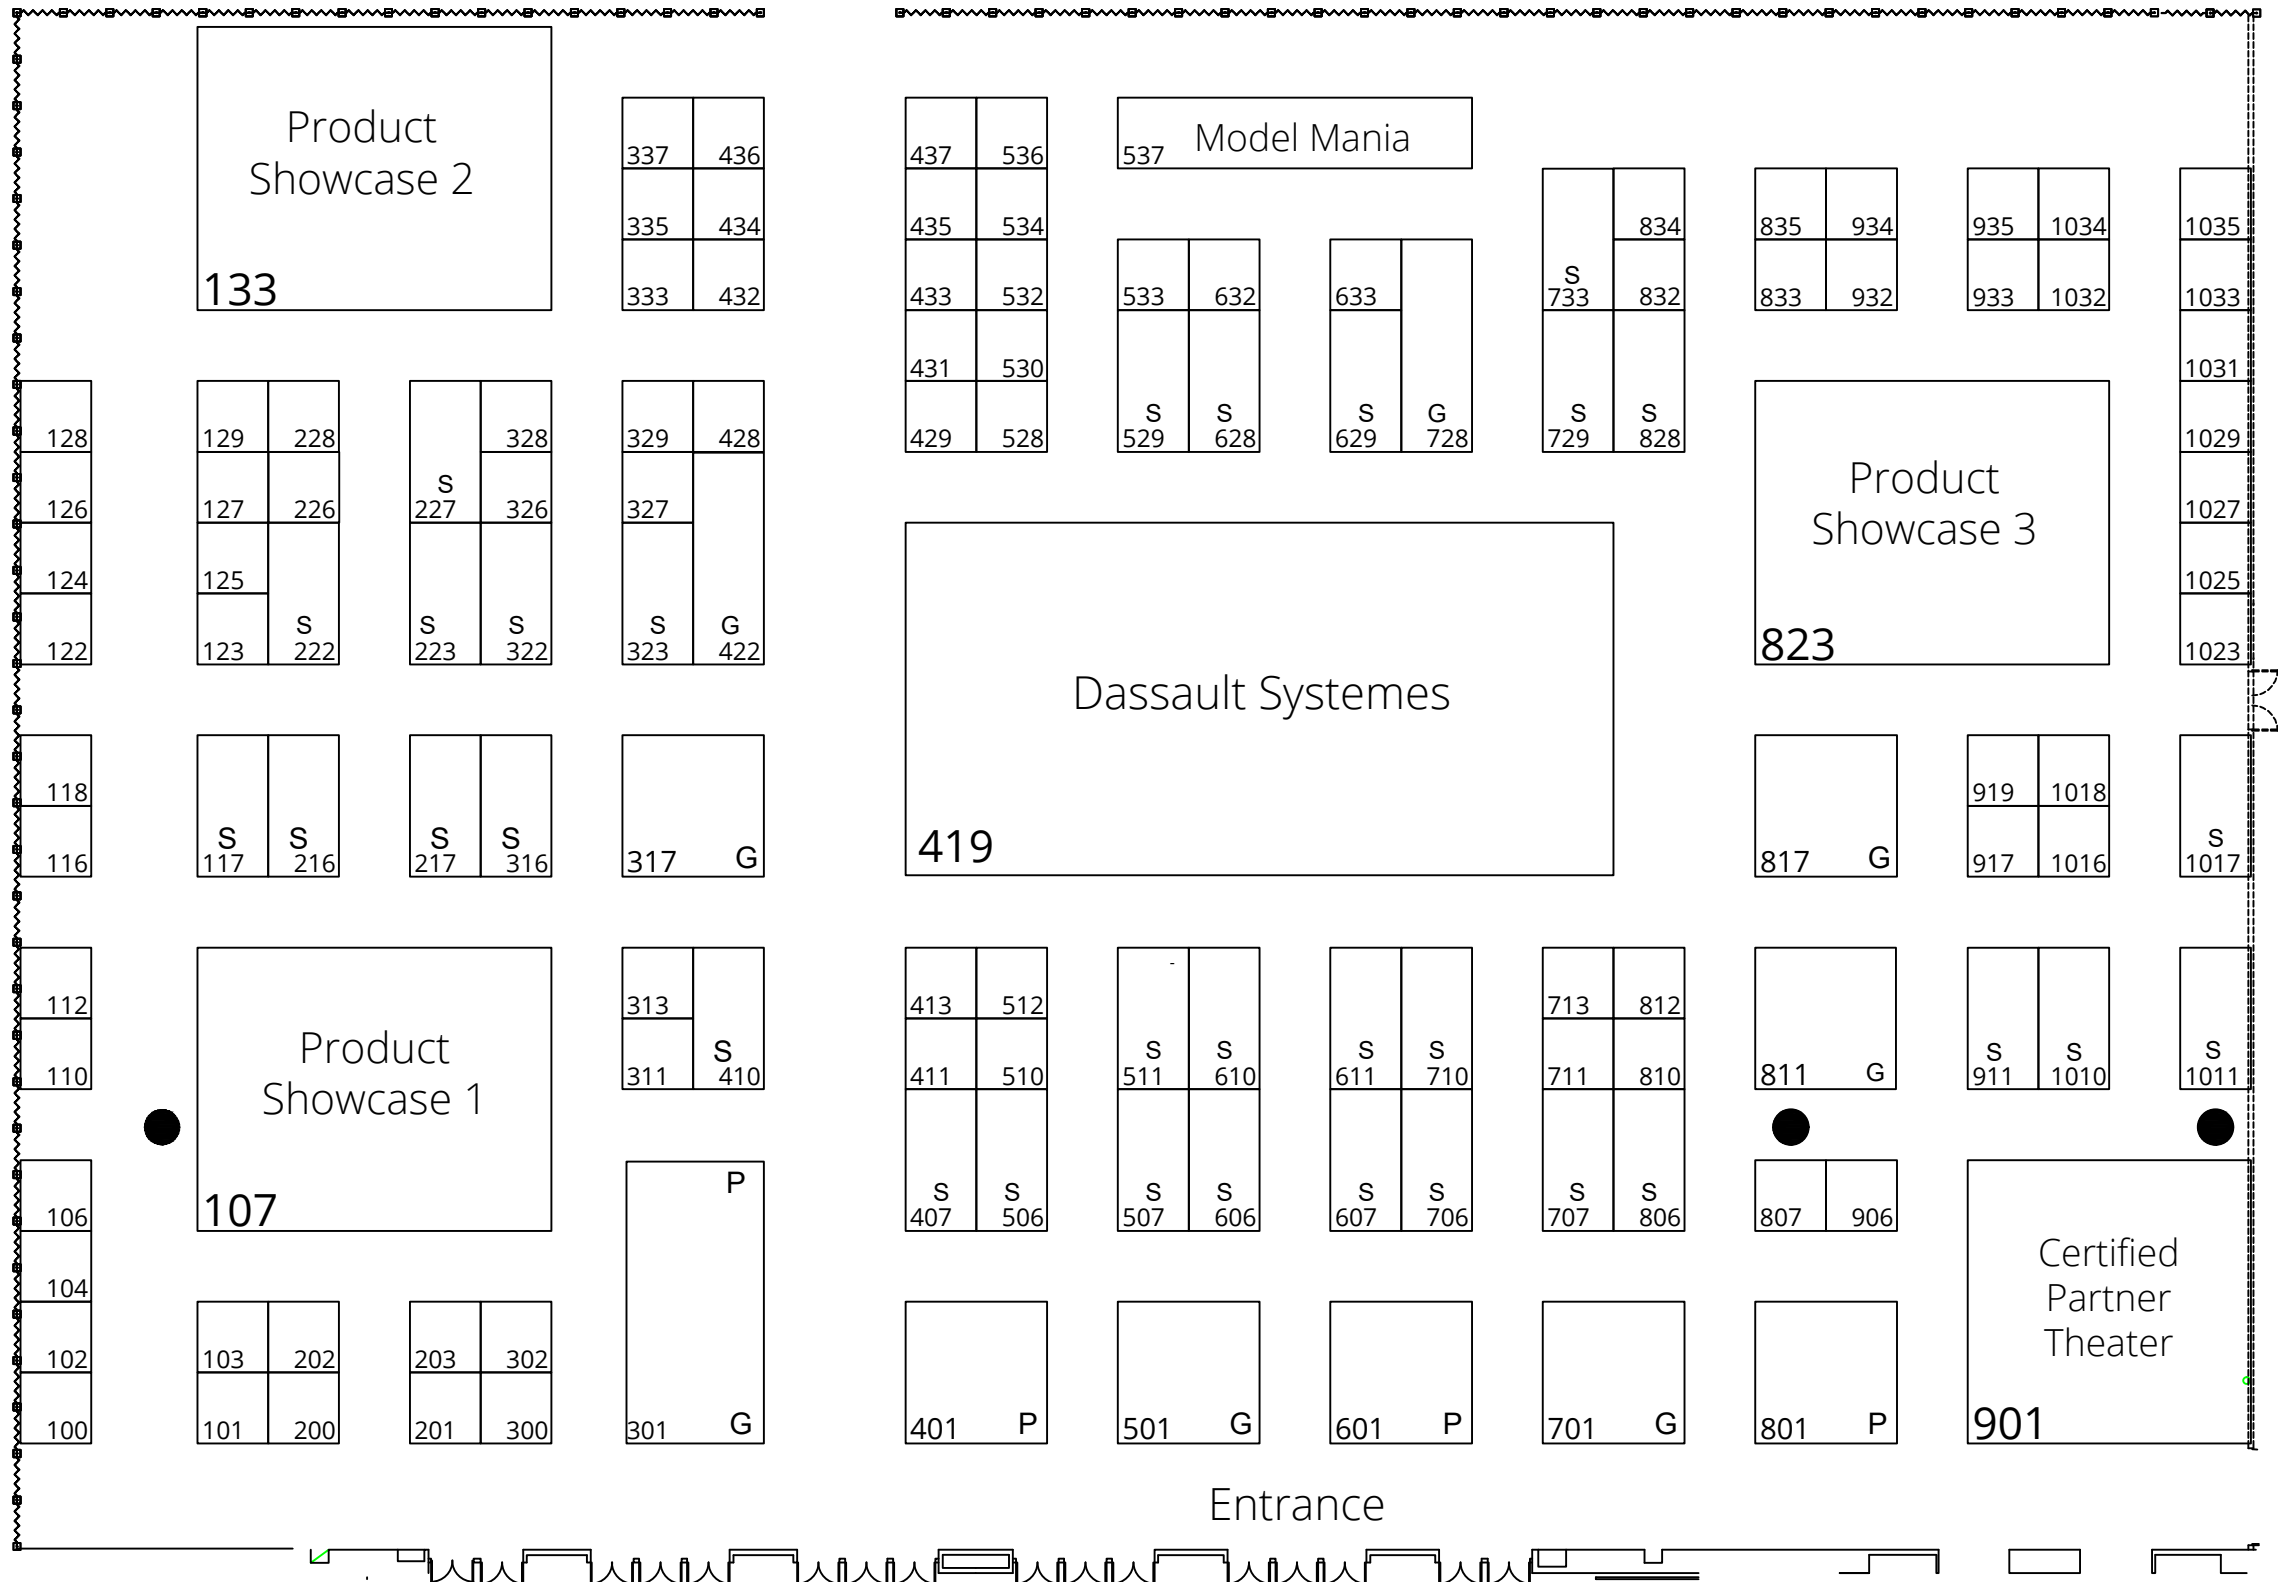 Product
Showcase 2
133
337 436
335 434
333 432
437 536
435 534
433 532
431 530
429 528
537 Model Mania
533 632
S S
529 628
633
S G
629 728
834
S
733 832
S S
729 828
835 934
833 932
935 1034
933 1032
1035
1033
1031
1029
1027
1025
1023
128
126
124
122
129 228
127 226
125
S
123 222
328
S
227 326
S S
223 322
329 428
327
S G
323 422
Dassault Systemes
419
Product
Showcase 3
823
118
116
S S
117 216
S S
217 316
317 G
817 G
919 1018
917 1016
S
1017
112
110
Product
Showcase 1
107
313
S
311 410
413 512
411 510
S S
407 506
-
S S
511 610
S S
507 606
S S
611 710
S S
607 706
713 812
711 810
S S
707 806
811 G
S S
911 1010
S
1011
106
104
102
100
P
301 G
807 906
Certified
Partner
Theater
901
103 202
101 200
203 302
201 300
401 P
501 G
601 P
701 G
801 P
Entrance